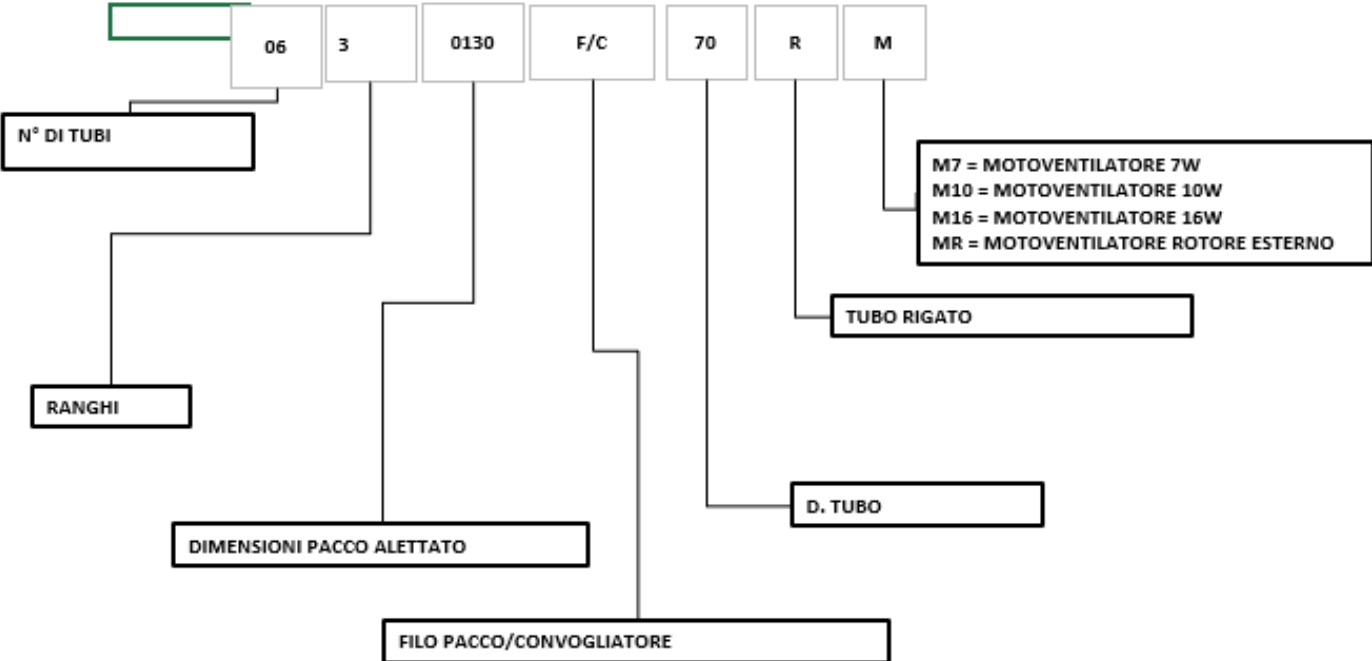 06 3 0130 F/C 70 R M
N° DI TUBI
M7 = MOTOVENTILATORE 7W
M10 = MOTOVENTILATORE 10W
M16 = MOTOVENTILATORE 16W
MR = MOTOVENTILATORE ROTORE ESTERNO
TUBO RIGATO
RANGHI
D. TUBO
DIMENSIONI PACCO ALETTATO
FILO PACCO/CONVOGLIATORE